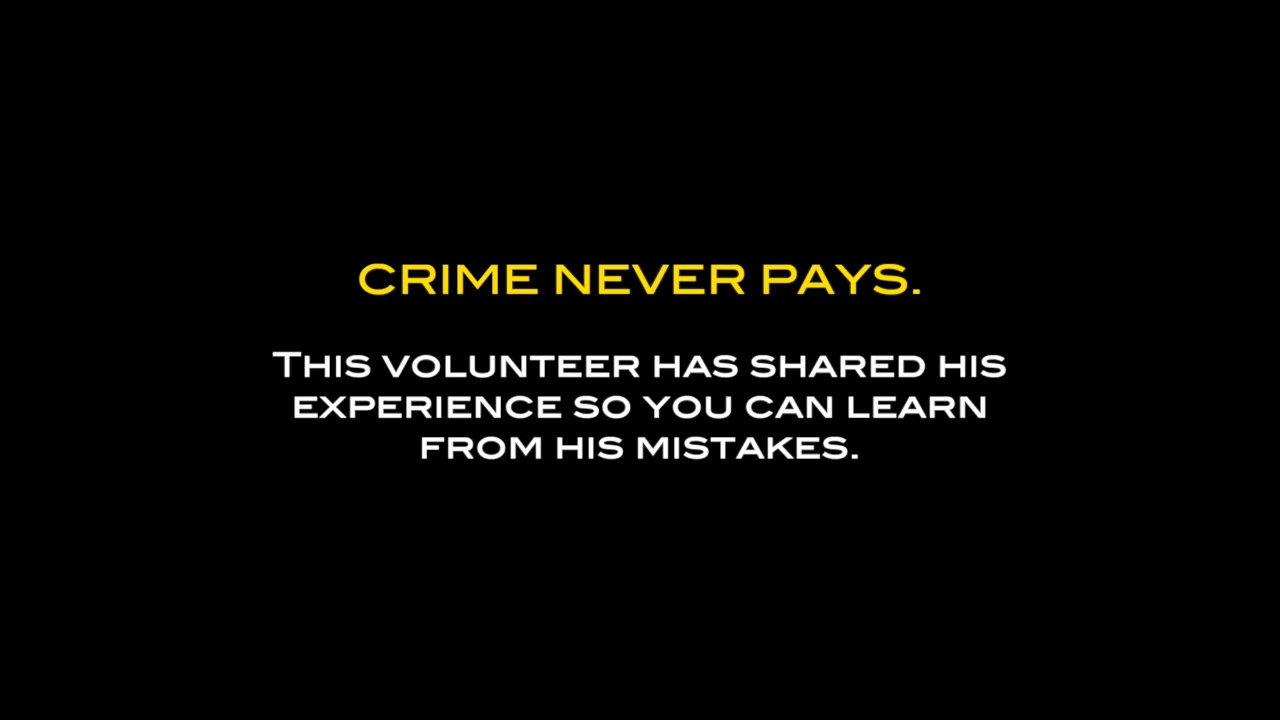 CRIME NEVER PAYS.
THIS VOLUNTEER HAS SHARED HIS
EXPERIENCE SO YOU CAN LEARN
FROM HIS MISTAKES.